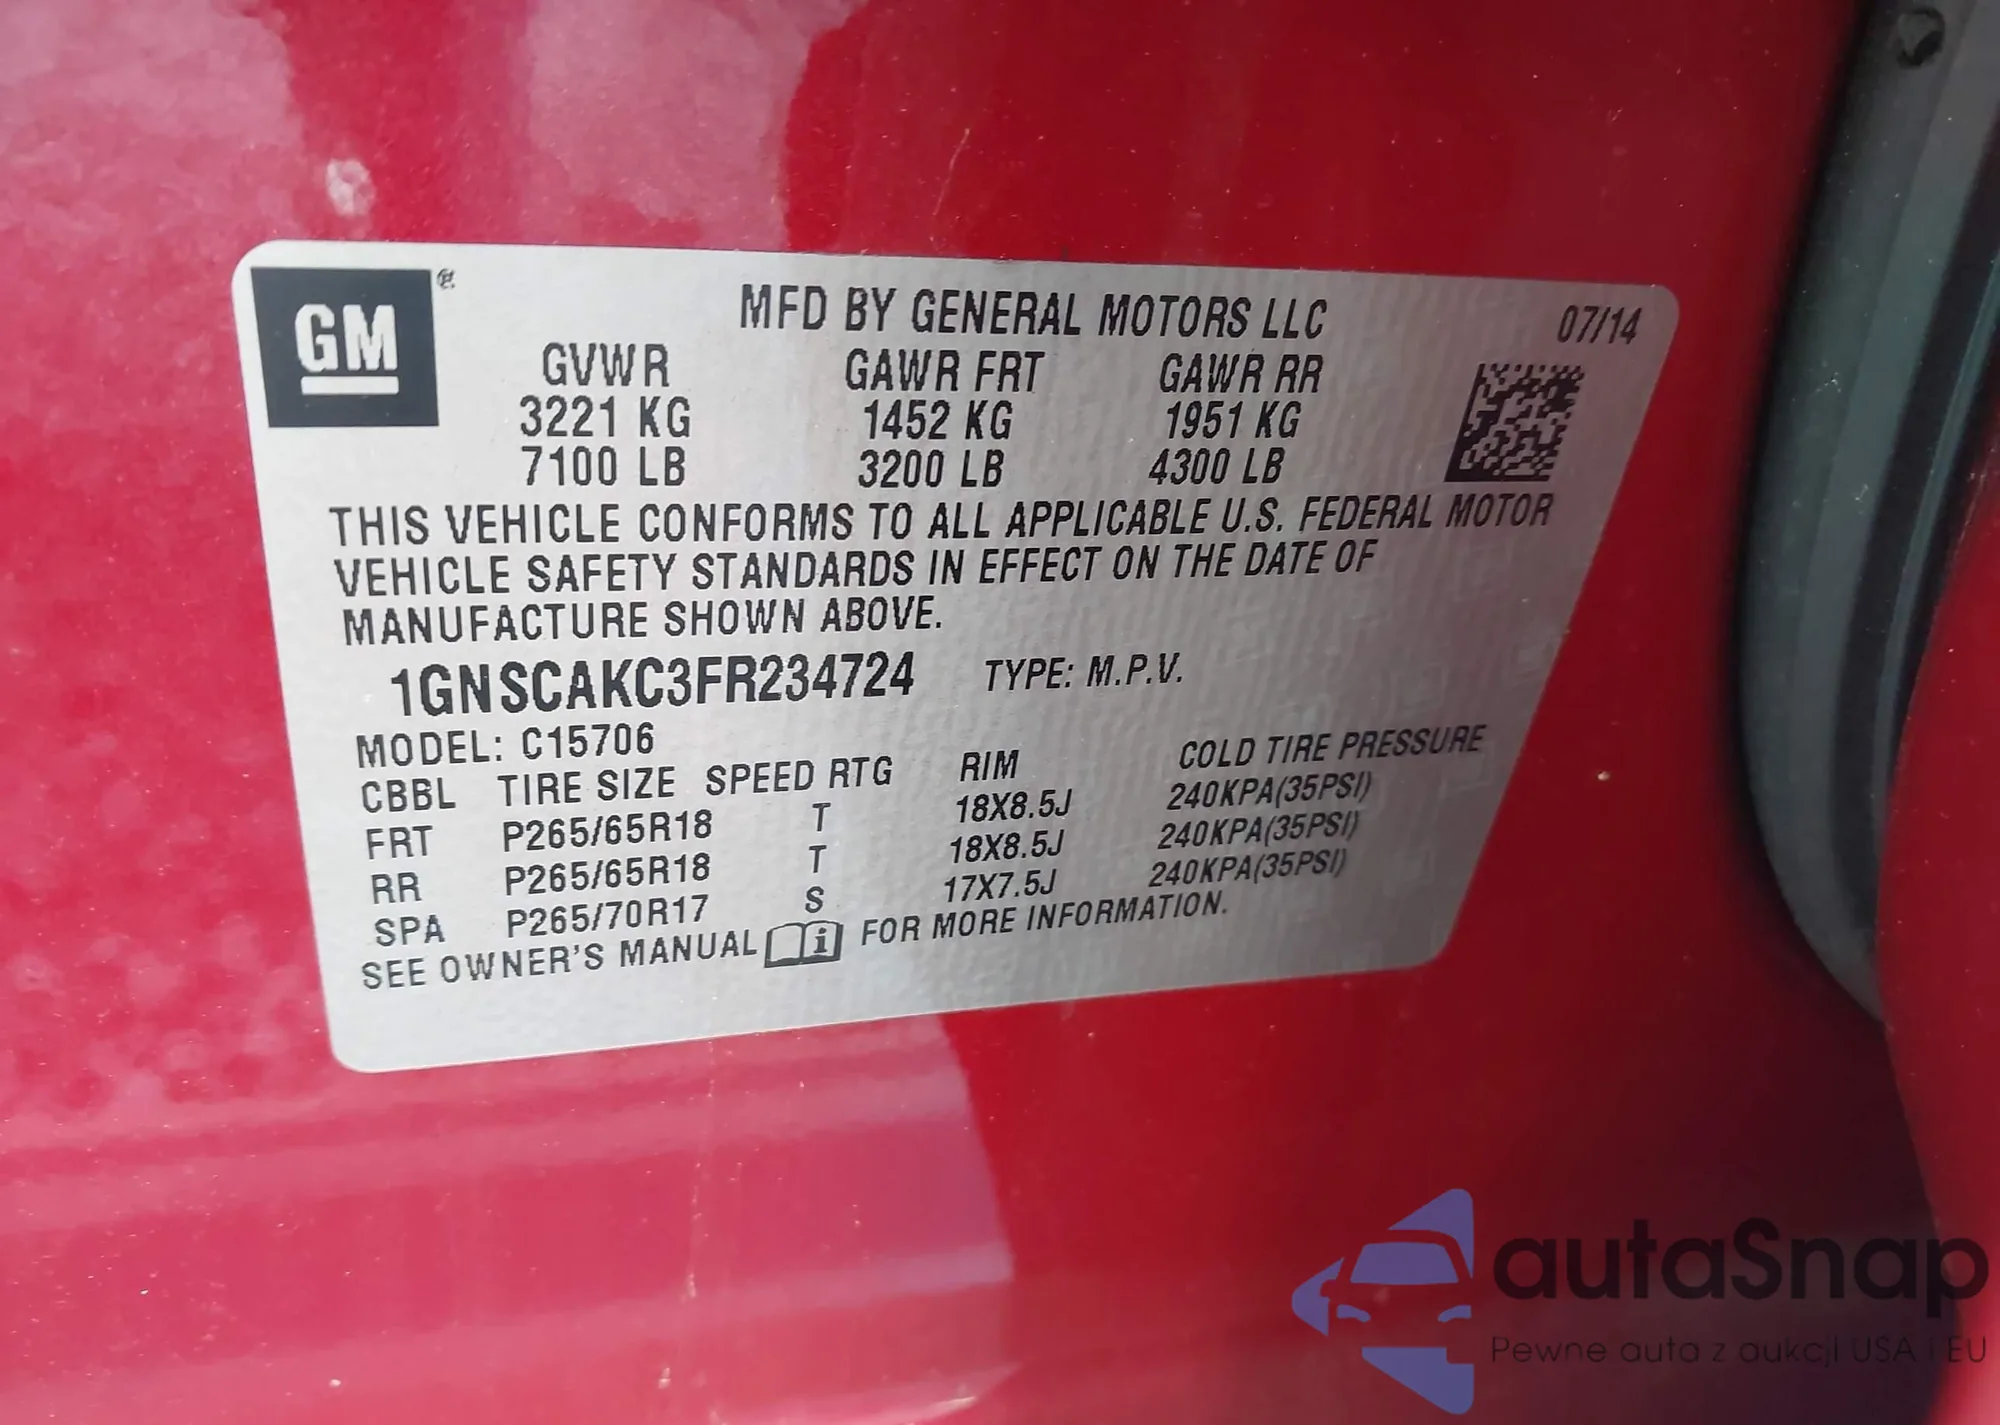 GM
MFD BY GENERAL MOTORS LLC 07/14
GVWR GAWR FRT GAWR RR
3221 KG 1452 KG 1951 KG
7100 LB 3200 LB 4300 LB
THIS VEHICLE CONFORMS TO ALL APPLICABLE U.S. FEDERAL MOTOR
VEHICLE SAFETY STANDARDS IN EFFECT ON THE DATE OF
MANUFACTURE SHOWN ABOVE.
1GNSCAKC3FR234724 TYPE: M.P.V.
MODEL: C15706
CBBL TIRE SIZE SPEED RTG RIM COLD TIRE PRESSURE
FRT P265/65R18 T 18X8.5J 240KPA(35PSI)
RR P265/65R18 T 18X8.5J 240KPA(35PSI)
SPA P265/70R17 S 17X7.5J 240KPA(35PSI)
SEE OWNER'S MANUAL i FOR MORE INFORMATION.
autaSnap
Pewne auta z aukcji USA i EU